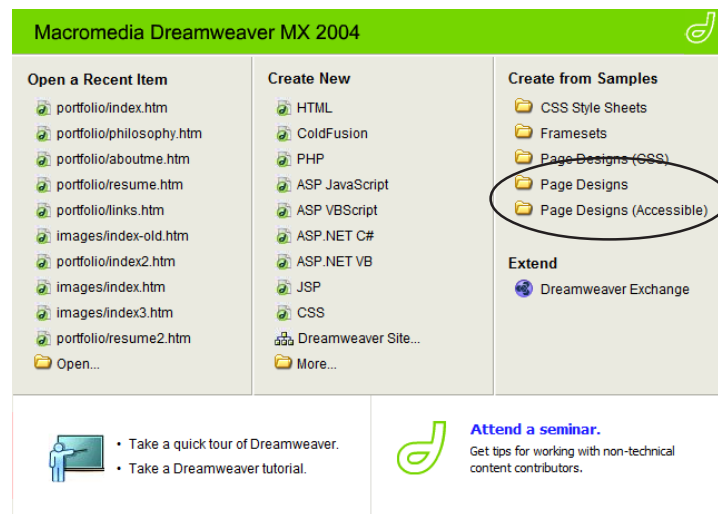 Macromedia Dreamweaver MX 2004
Open a Recent Item
portfolio/index.htm
portfolio/philosophy.htm
portfolio/aboutme.htm
portfolio/resume.htm
portfolio/links.htm
images/index-old.htm
portfolio/index2.htm
images/index.htm
images/index3.htm
portfolio/resume2.htm
Open...
Create New
HTML
ColdFusion
PHP
ASP JavaScript
ASP VBScript
ASP.NET C#
ASP.NET VB
JSP
CSS
Dreamweaver Site...
More...
Create from Samples
CSS Style Sheets
Framesets
Page Designs (CSS)
Page Designs
Page Designs (Accessible)
Extend
Dreamweaver Exchange
• Take a quick tour of Dreamweaver.
• Take a Dreamweaver tutorial.
Attend a seminar.
Get tips for working with non-technical
content contributors.